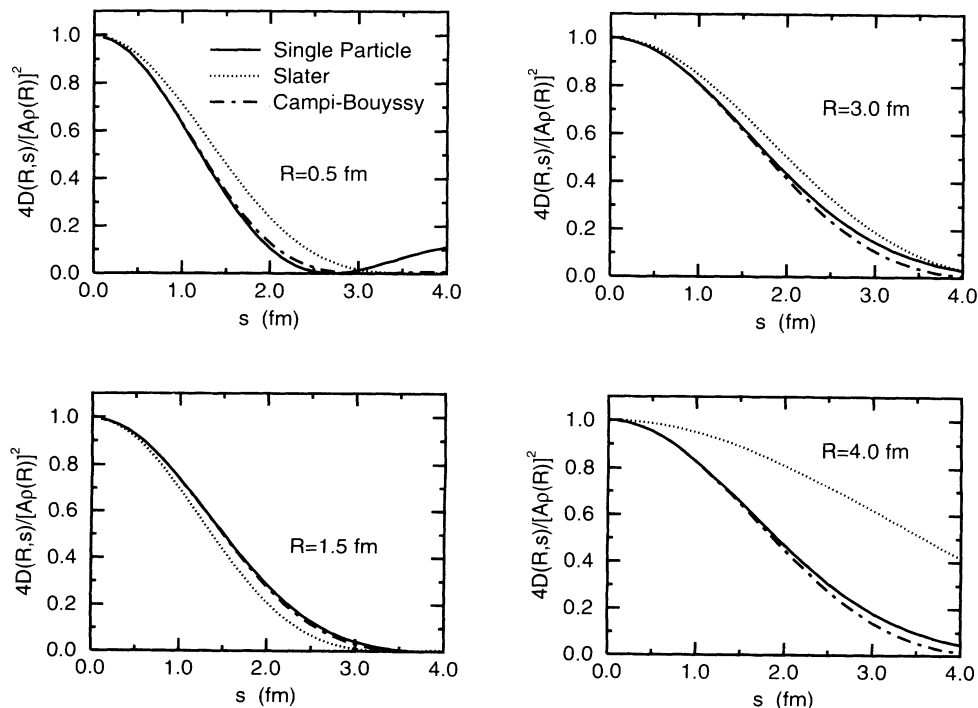 4D(R,s)/[Aρ(R)]²
1.0
0.8
0.6
0.4
0.2
0.0
Single Particle
Slater
Campi-Bouyssy
R=0.5 fm
0.0 1.0 2.0 3.0 4.0
s (fm)
4D(R,s)/[Aρ(R)]²
1.0
0.8
0.6
0.4
0.2
0.0
R=3.0 fm
0.0 1.0 2.0 3.0 4.0
s (fm)
4D(R,s)/[Aρ(R)]²
1.0
0.8
0.6
0.4
0.2
0.0
R=1.5 fm
0.0 1.0 2.0 3.0 4.0
s (fm)
4D(R,s)/[Aρ(R)]²
1.0
0.8
0.6
0.4
0.2
0.0
R=4.0 fm
0.0 1.0 2.0 3.0 4.0
s (fm)